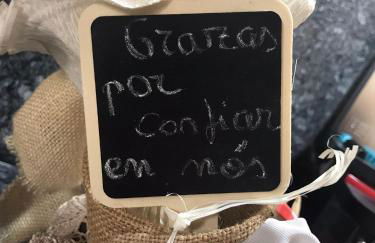 Grazas
por
confiar
en nós